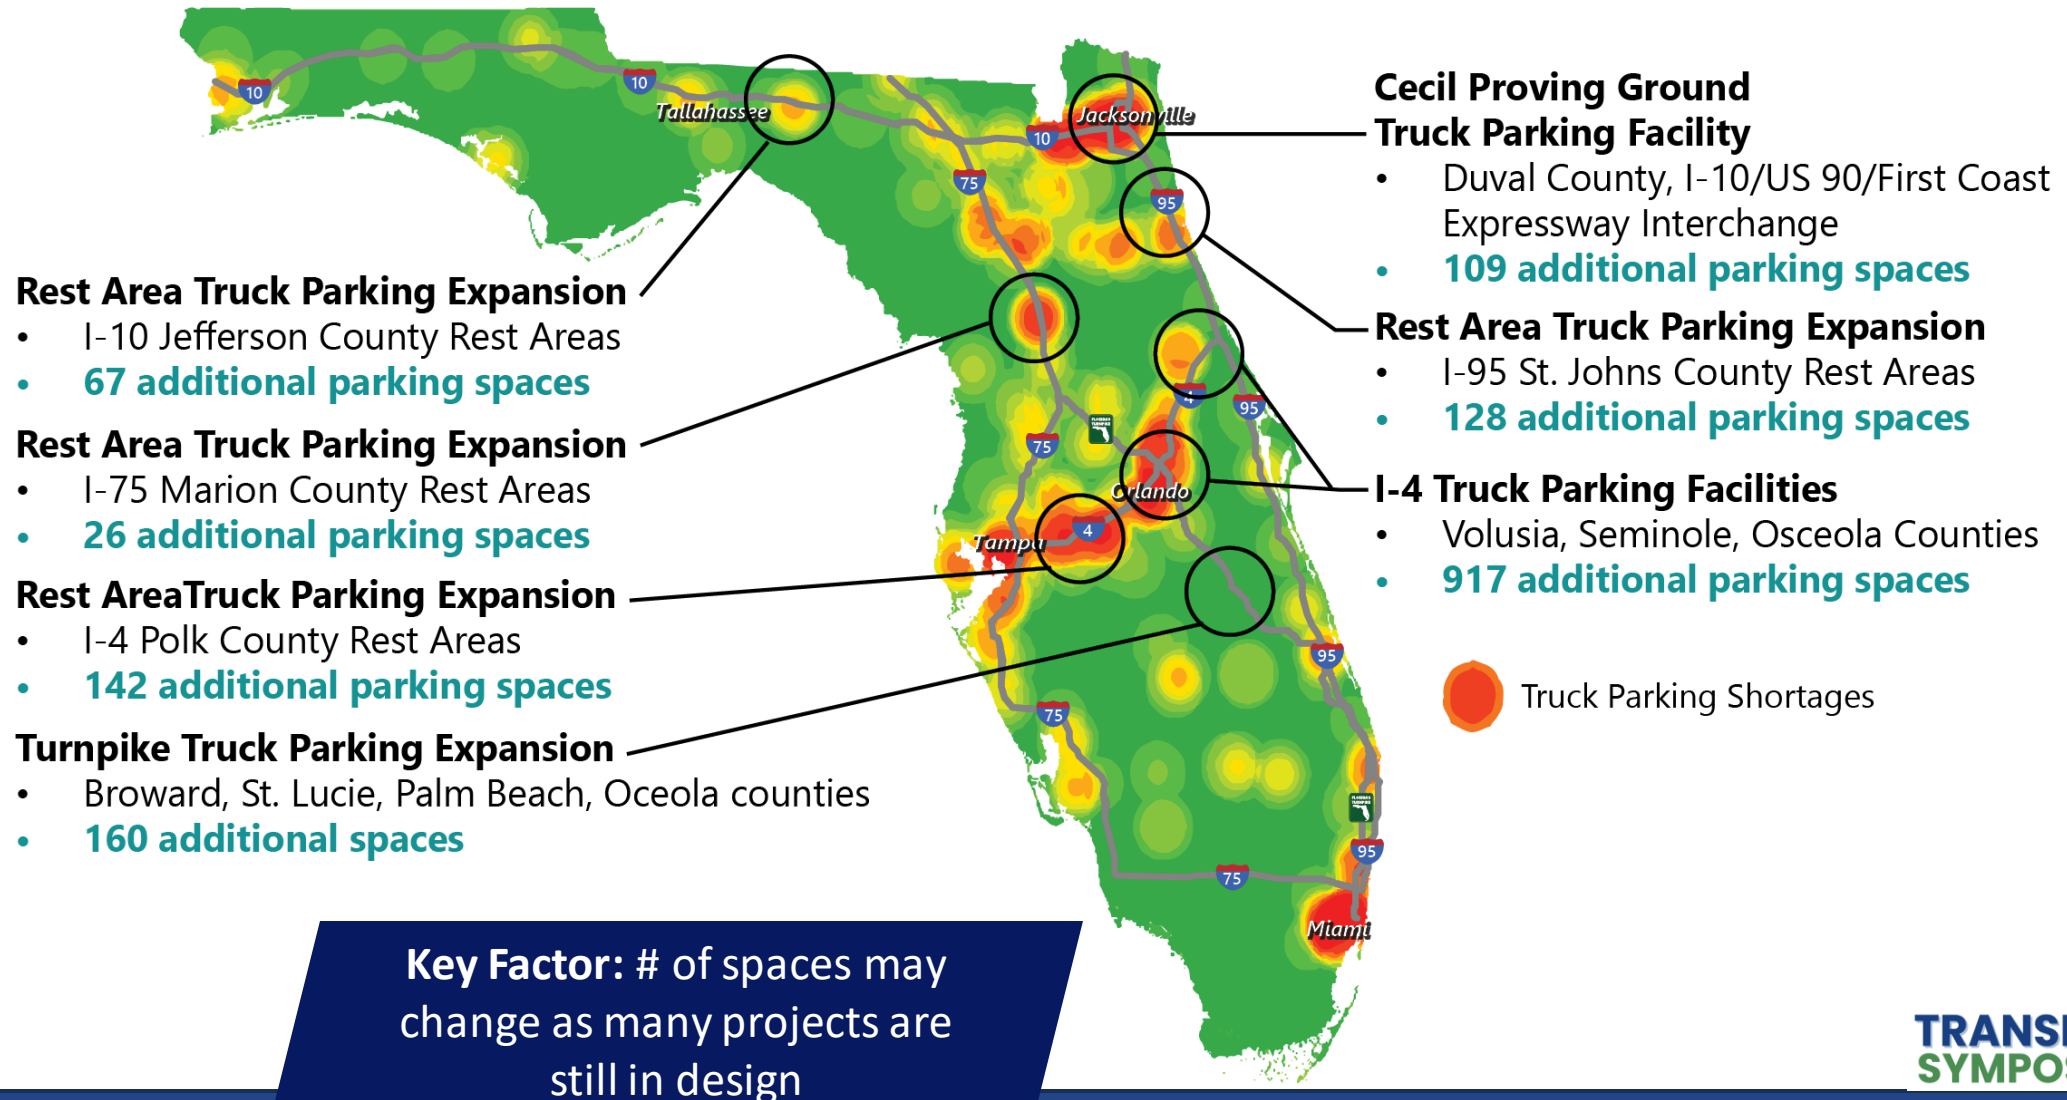 10
10
Tallahassee
10
Jacksonville
75
95
Cecil Proving Ground
Truck Parking Facility
• Duval County, I-10/US 90/First Coast
Expressway Interchange
• 109 additional parking spaces
Rest Area Truck Parking Expansion
• I-10 Jefferson County Rest Areas
• 67 additional parking spaces
Rest Area Truck Parking Expansion
• I-95 St. Johns County Rest Areas
• 128 additional parking spaces
4
95
Rest Area Truck Parking Expansion
• I-75 Marion County Rest Areas
• 26 additional parking spaces
75
Orlando
I-4 Truck Parking Facilities
• Volusia, Seminole, Osceola Counties
• 917 additional parking spaces
4
Tampa
Rest AreaTruck Parking Expansion
• I-4 Polk County Rest Areas
• 142 additional parking spaces
95
75
Truck Parking Shortages
Turnpike Truck Parking Expansion
• Broward, St. Lucie, Palm Beach, Oceola counties
• 160 additional spaces
95
75
Miami
Key Factor: # of spaces may
change as many projects are
still in design